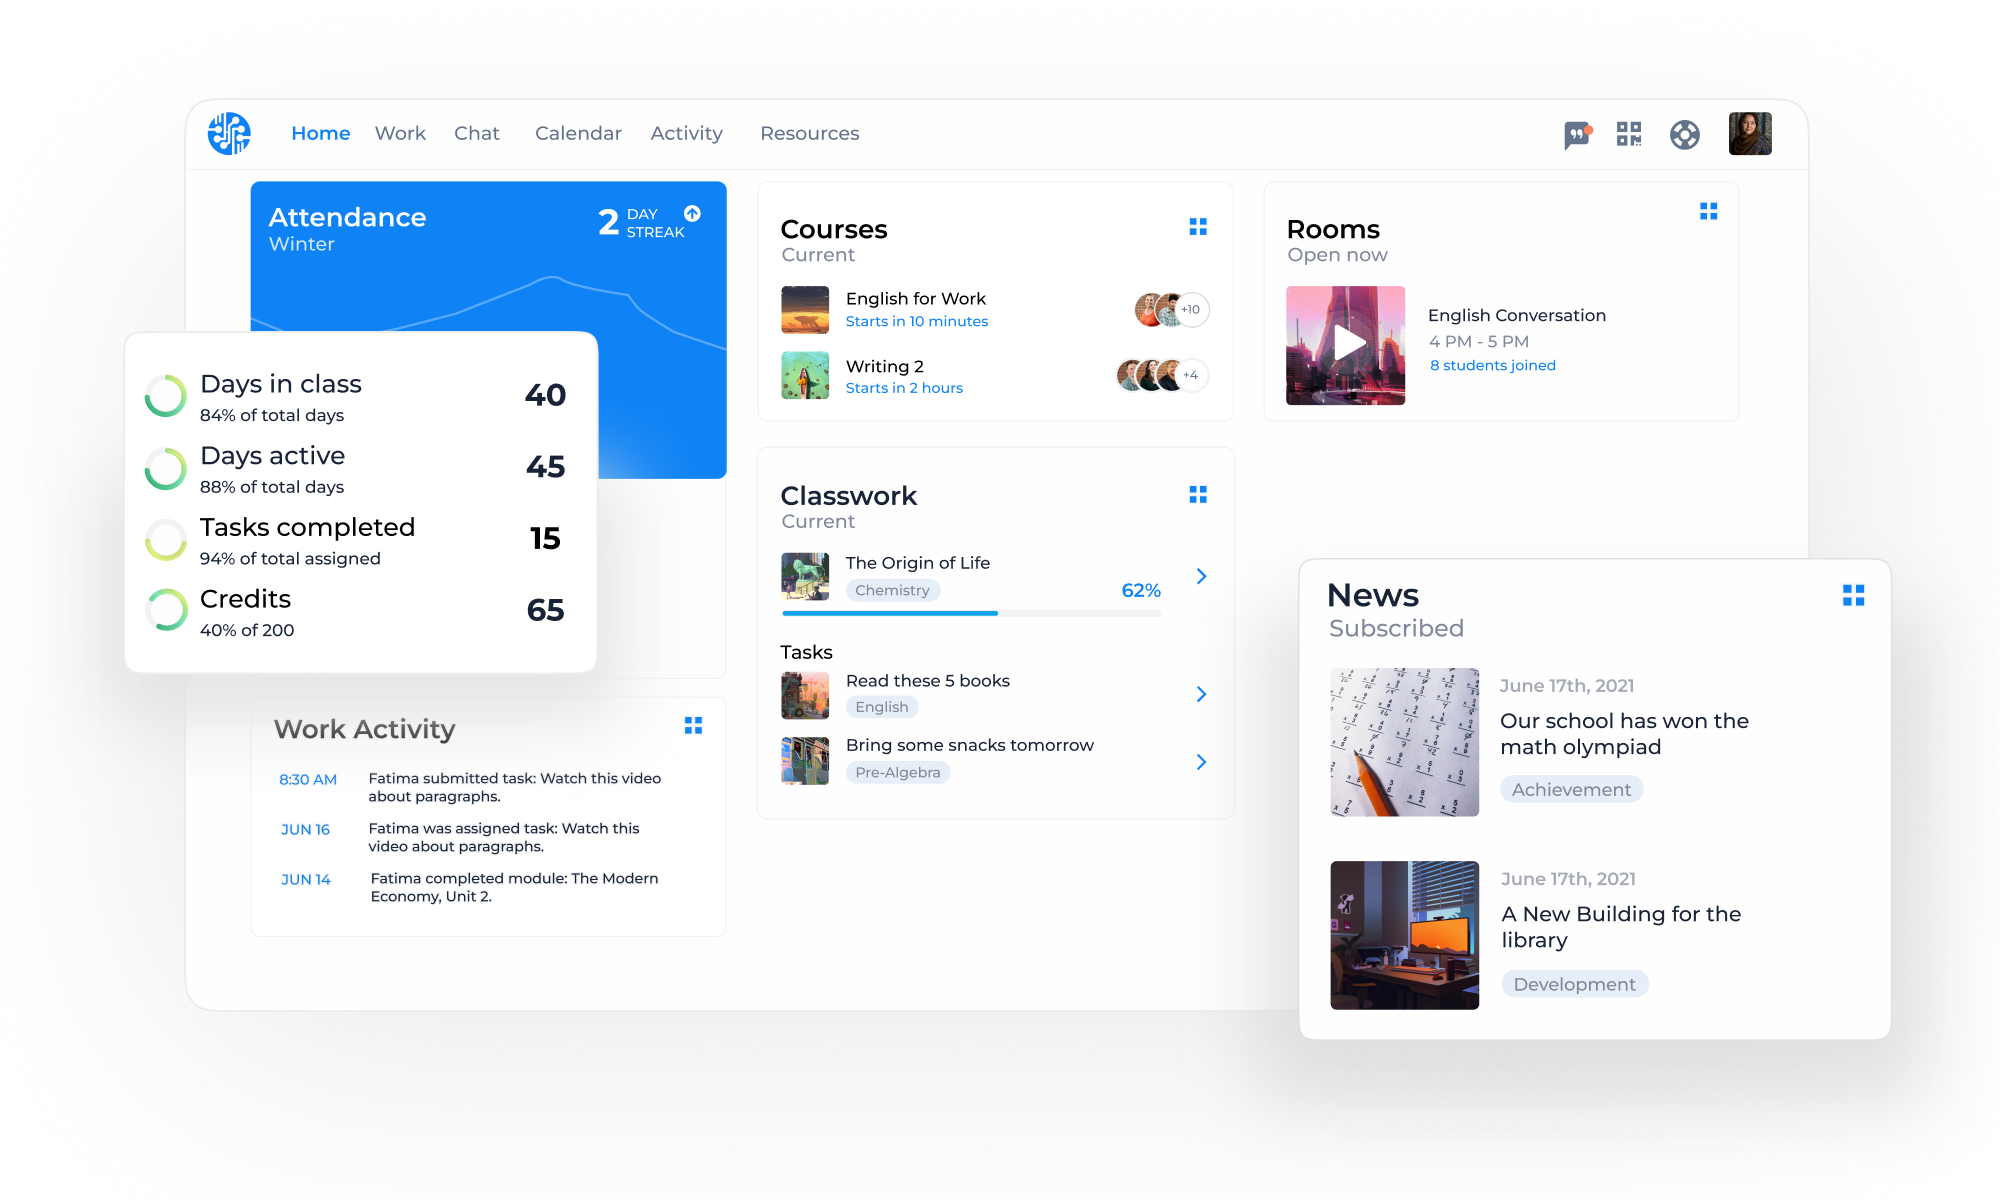 Home
Work
Chat
Calendar
Activity
Resources
Attendance
Winter
2
DAY
STREAK
Days in class
84% of total days
40
Days active
88% of total days
45
Tasks completed
94% of total assigned
15
Credits
40% of 200
65
Work Activity
8:30 AM
Fatima submitted task: Watch this video
about paragraphs.
JUN 16
Fatima was assigned task: Watch this
video about paragraphs.
JUN 14
Fatima completed module: The Modern
Economy, Unit 2.
Courses
Current
English for Work
Starts in 10 minutes
+10
Writing 2
Starts in 2 hours
+4
Classwork
Current
The Origin of Life
Chemistry
62%
Tasks
Read these 5 books
English
Bring some snacks tomorrow
Pre-Algebra
Rooms
Open now
English Conversation
4 PM - 5 PM
8 students joined
News
Subscribed
June 17th, 2021
Our school has won the
math olympiad
Achievement
June 17th, 2021
A New Building for the
library
Development